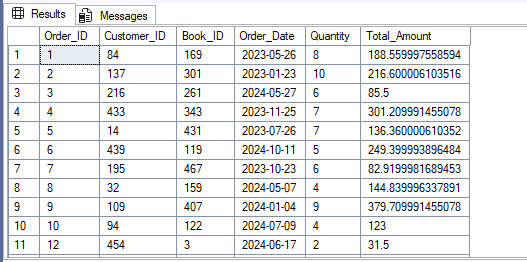 Results Messages
Order_ID Customer_ID Book_ID Order_Date Quantity Total_Amount
1 1 84 169 2023-05-26 8 188.559997558594
2 2 137 301 2023-01-23 10 216.600006103516
3 3 216 261 2024-05-27 6 85.5
4 4 433 343 2023-11-25 7 301.209991455078
5 5 14 431 2023-07-26 7 136.360000610352
6 6 439 119 2024-10-11 5 249.399993896484
7 7 195 467 2023-10-23 6 82.9199981689453
8 8 32 159 2024-05-07 4 144.839996337891
9 9 109 407 2024-01-04 9 379.709991455078
10 10 94 122 2024-07-09 4 123
11 12 454 3 2024-06-17 2 31.5